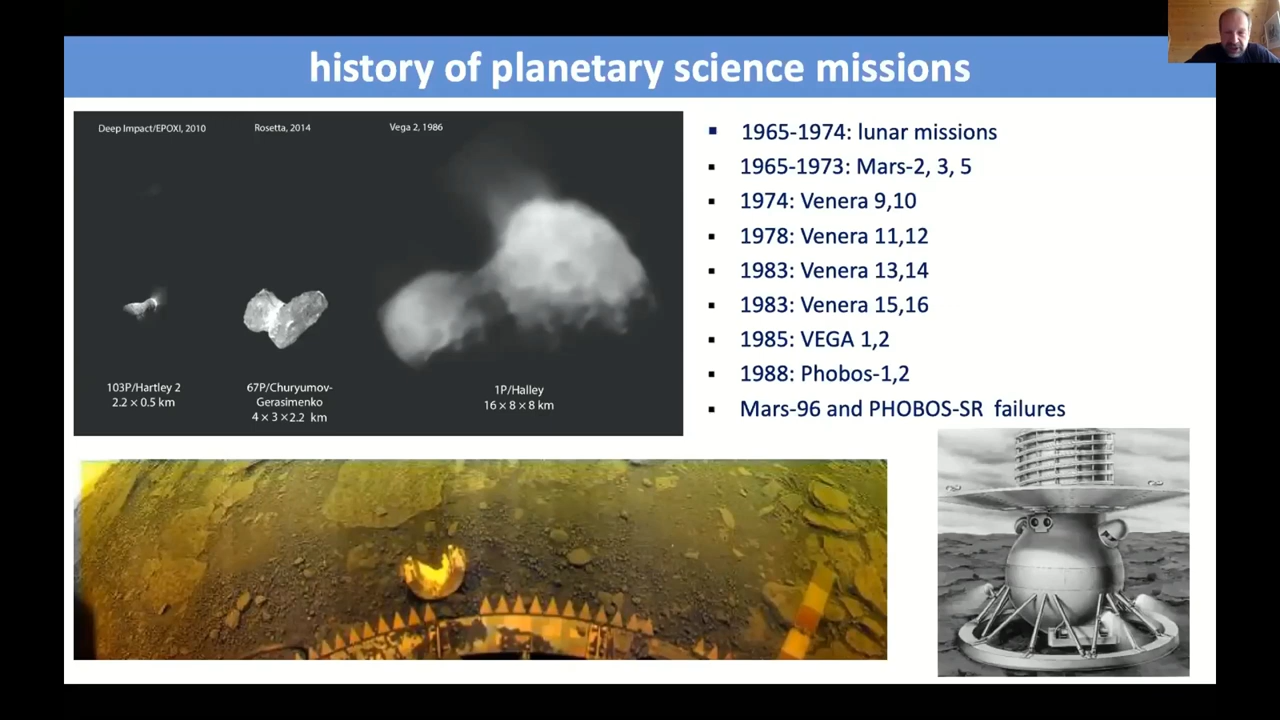 history of planetary science missions
Deep Impact/EPOXI, 2010
Rosetta, 2014
Vega 2, 1986
103P/Hartley 2
2.2 × 0.5 km
67P/Churyumov-
Gerasimenko
4 × 3 ×2.2 km
1P/Halley
16 × 8 × 8 km
1965-1974: lunar missions
1965-1973: Mars-2, 3, 5
1974: Venera 9,10
1978: Venera 11,12
1983: Venera 13,14
1983: Venera 15,16
1985: VEGA 1,2
1988: Phobos-1,2
Mars-96 and PHOBOS-SR failures